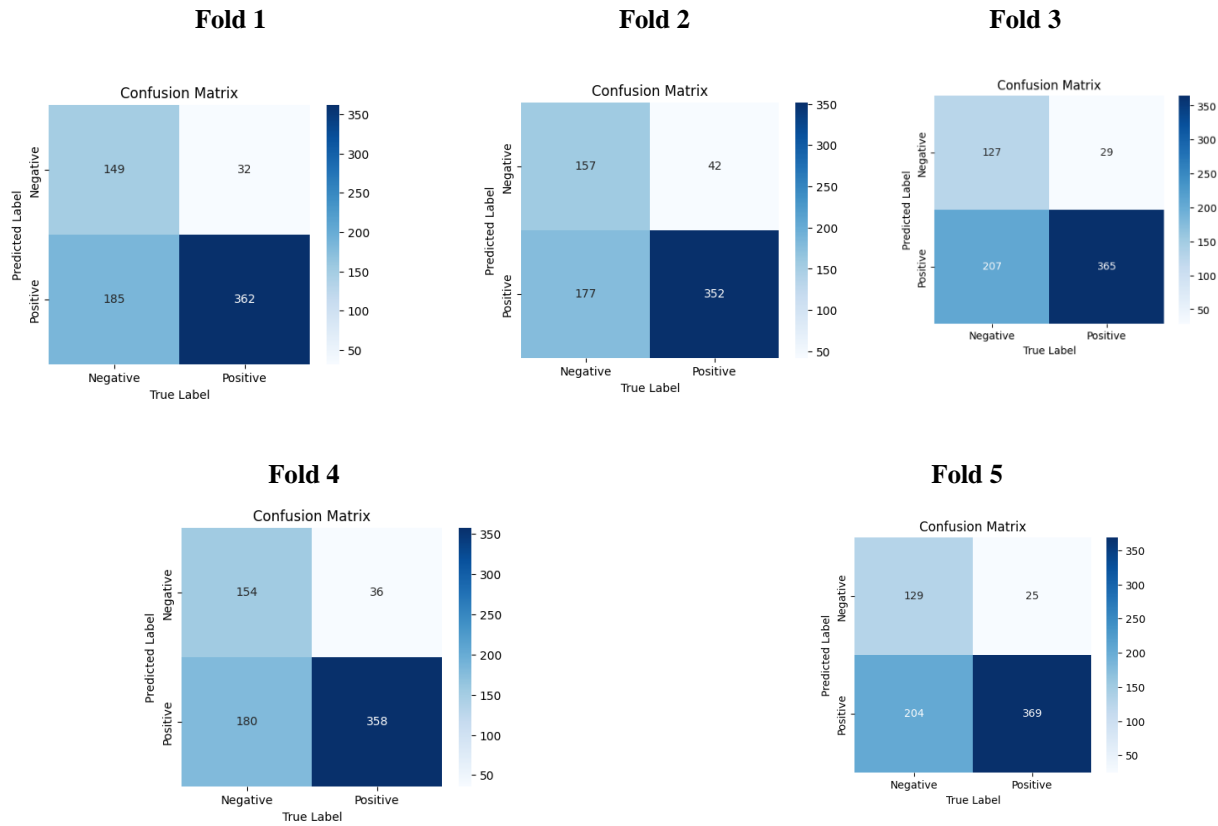 Fold 1
Fold 2
Fold 3
Confusion Matrix
Predicted Label
Negative
Positive
149
32
185
362
Negative
Positive
True Label
350
300
250
200
150
100
50
Confusion Matrix
Predicted Label
Negative
Positive
157
42
177
352
Negative
Positive
True Label
350
300
250
200
150
100
50
Confusion Matrix
Predicted Label
Negative
Positive
127
29
207
365
Negative
Positive
True Label
350
300
250
200
150
100
50
Fold 4
Fold 5
Confusion Matrix
Predicted Label
Negative
Positive
154
36
180
358
Negative
Positive
True Label
350
300
250
200
150
100
50
Confusion Matrix
Predicted Label
Negative
Positive
129
25
204
369
Negative
Positive
True Label
350
300
250
200
150
100
50